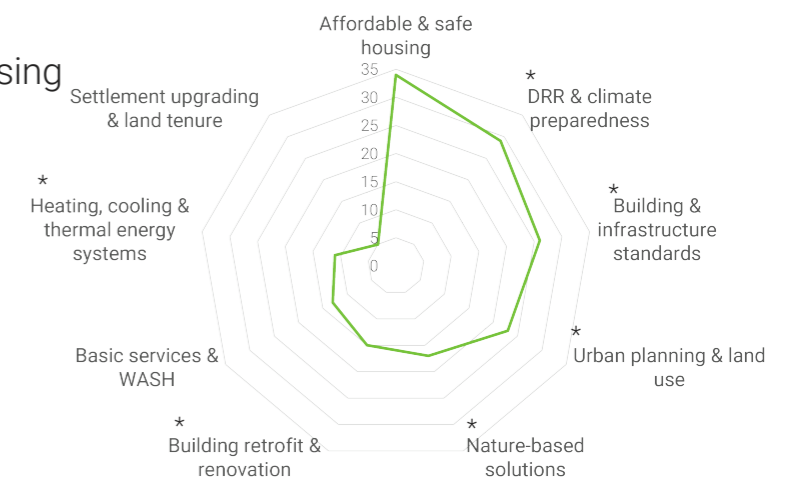 Affordable & safe
housing
sing
35
30
25
20
15
10
5
0
*
DRR & climate
preparedness
*
Building &
infrastructure
standards
*
Urban planning & land
use
*
Nature-based
solutions
*
Building retrofit &
renovation
Basic services &
WASH
*
Heating, cooling &
thermal energy
systems
Settlement upgrading
& land tenure